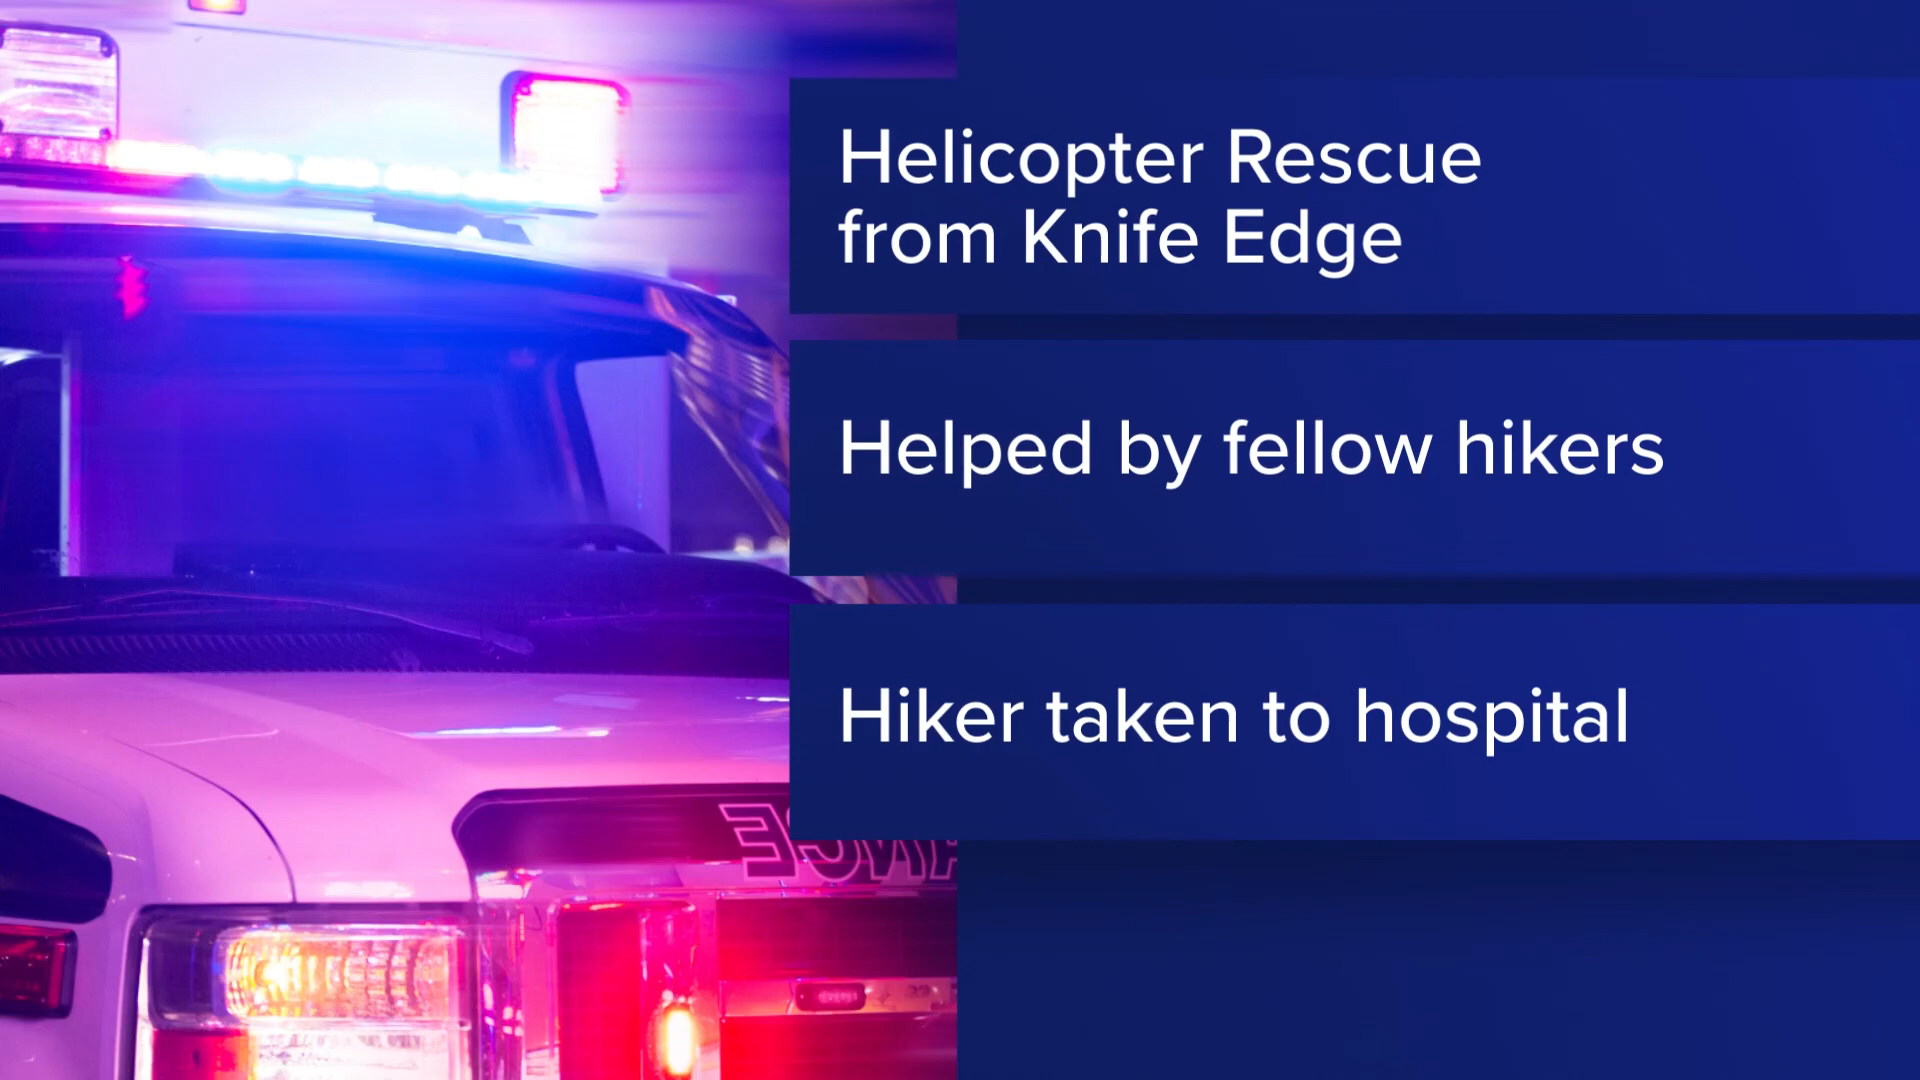 Helicopter Rescue
from Knife Edge
Helped by fellow hikers
Hiker taken to hospital